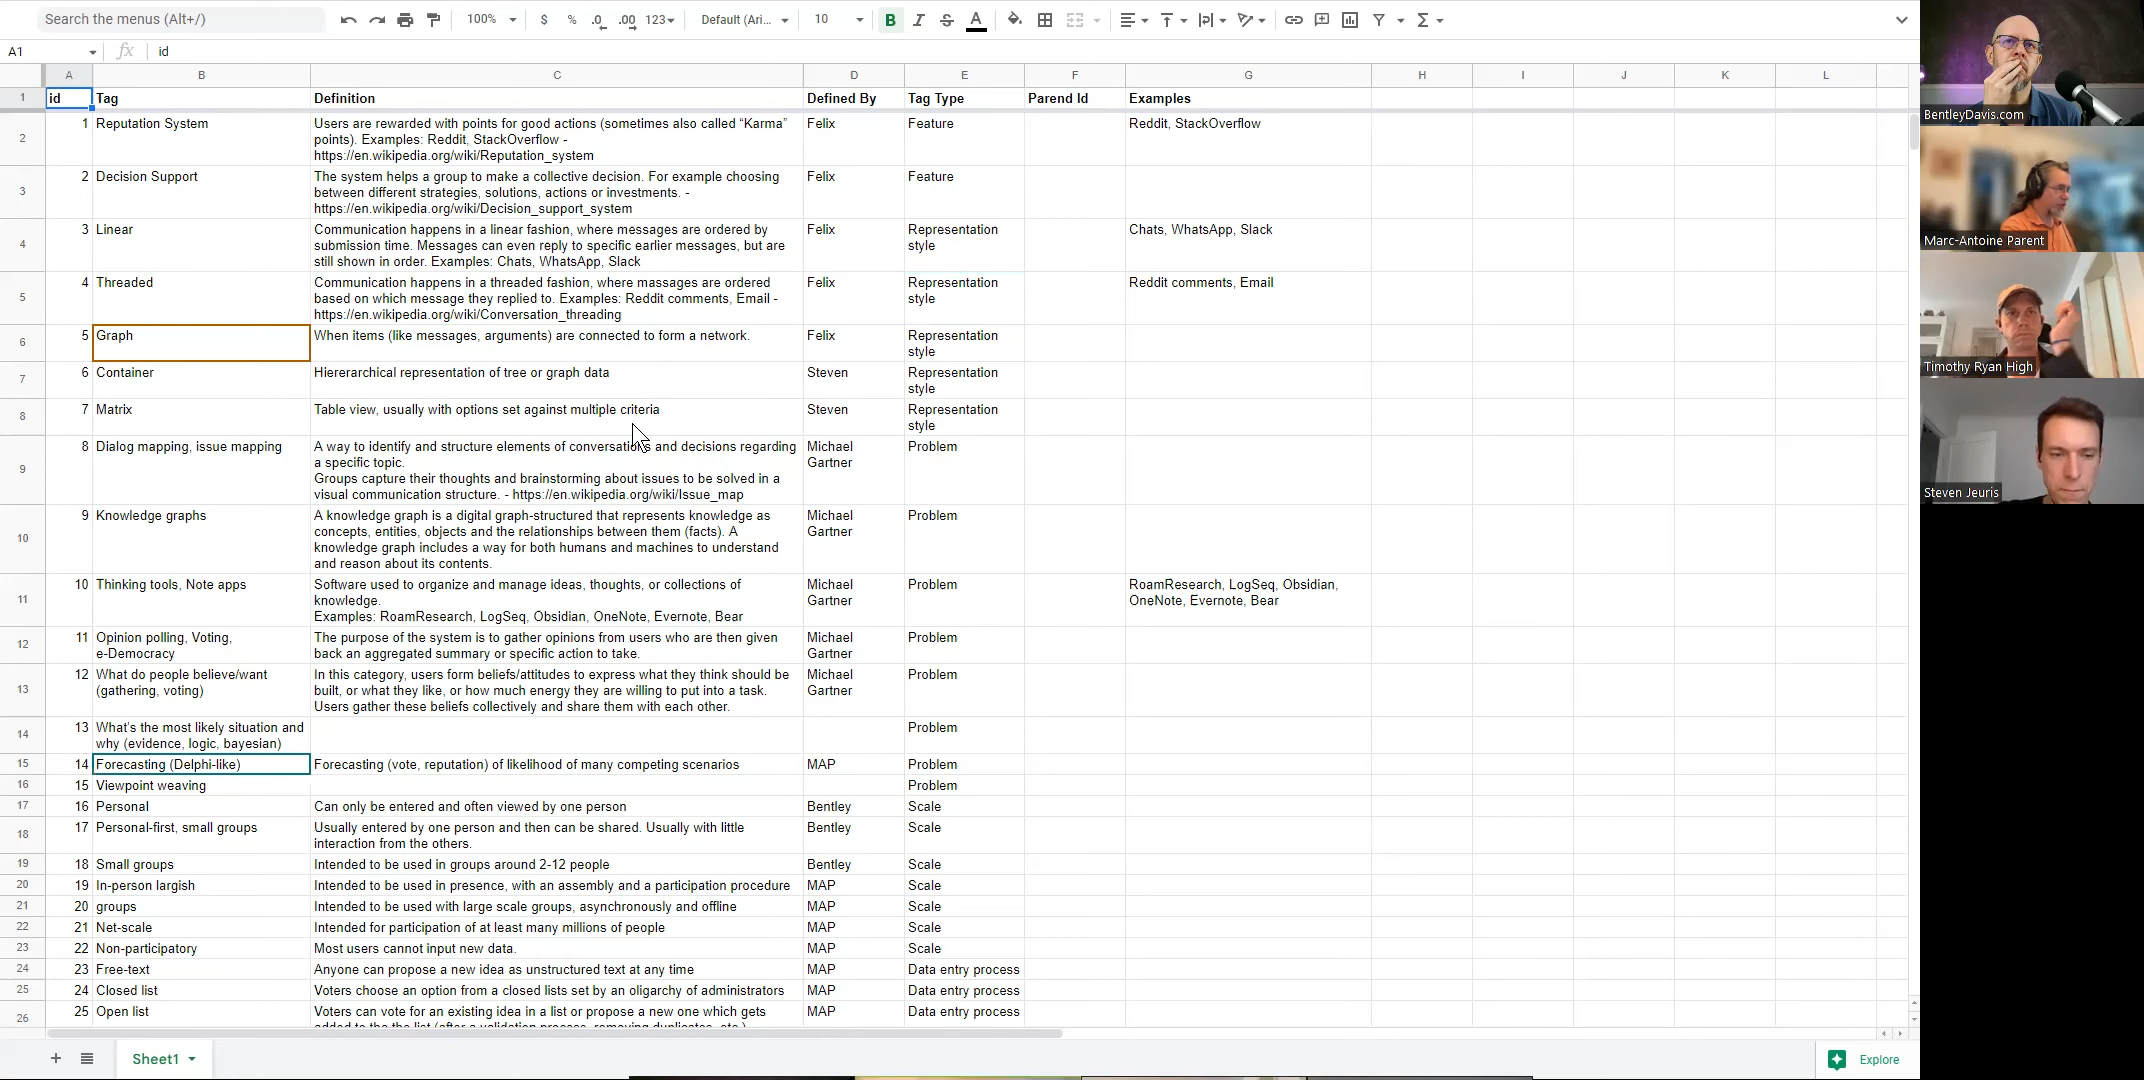 Search the menus (Alt+/)
100%
$ % .0 .00 123
Default (Ari...
10
B I S A
A1
fx
id
A B C D E F G H I J K L
1 id Tag Definition Defined By Tag Type Parend Id Examples
2 1 Reputation System Users are rewarded with points for good actions (sometimes also called “Karma” Felix Feature Reddit, StackOverflow
points). Examples: Reddit, StackOverflow -
https://en.wikipedia.org/wiki/Reputation_system
3 2 Decision Support The system helps a group to make a collective decision. For example choosing Felix Feature
between different strategies, solutions, actions or investments. -
https://en.wikipedia.org/wiki/Decision_support_system
4 3 Linear Communication happens in a linear fashion, where messages are ordered by Felix Representation Chats, WhatsApp, Slack
submission time. Messages can even reply to specific earlier messages, but are style
still shown in order. Examples: Chats, WhatsApp, Slack
5 4 Threaded Communication happens in a threaded fashion, where massages are ordered Felix Representation Reddit comments, Email
based on which message they replied to. Examples: Reddit comments, Email - style
https://en.wikipedia.org/wiki/Conversation_threading
6 5 Graph When items (like messages, arguments) are connected to form a network. Felix Representation
style
7 6 Container Hiererarchical representation of tree or graph data Steven Representation
style
8 7 Matrix Table view, usually with options set against multiple criteria Steven Representation
style
9 8 Dialog mapping, issue mapping A way to identify and structure elements of conversations and decisions regarding Michael Problem
a specific topic. Gartner
Groups capture their thoughts and brainstorming about issues to be solved in a
visual communication structure. - https://en.wikipedia.org/wiki/Issue_map
10 9 Knowledge graphs A knowledge graph is a digital graph-structured that represents knowledge as Michael Problem
concepts, entities, objects and the relationships between them (facts). A Gartner
knowledge graph includes a way for both humans and machines to understand
and reason about its contents.
11 10 Thinking tools, Note apps Software used to organize and manage ideas, thoughts, or collections of Michael Problem RoamResearch, LogSeq, Obsidian,
knowledge. Gartner OneNote, Evernote, Bear
Examples: RoamResearch, LogSeq, Obsidian, OneNote, Evernote, Bear
12 11 Opinion polling, Voting, The purpose of the system is to gather opinions from users who are then given Michael Problem
e-Democracy back an aggregated summary or specific action to take. Gartner
13 12 What do people believe/want In this category, users form beliefs/attitudes to express what they think should be Michael Problem
(gathering, voting) built, or what they like, or how much energy they are willing to put into a task. Gartner
Users gather these beliefs collectively and share them with each other.
14 13 What's the most likely situation and Problem
why (evidence, logic, bayesian)
15 14 Forecasting (Delphi-like) Forecasting (vote, reputation) of likelihood of many competing scenarios MAP Problem
16 15 Viewpoint weaving Problem
17 16 Personal Can only be entered and often viewed by one person Bentley Scale
18 17 Personal-first, small groups Usually entered by one person and then can be shared. Usually with little Bentley Scale
interaction from the others.
19 18 Small groups Intended to be used in groups around 2-12 people Bentley Scale
20 19 In-person largish Intended to be used in presence, with an assembly and a participation procedure MAP Scale
21 20 groups Intended to be used with large scale groups, asynchronously and offline MAP Scale
22 21 Net-scale Intended for participation of at least many millions of people MAP Scale
23 22 Non-participatory Most users cannot input new data. MAP Scale
24 23 Free-text Anyone can propose a new idea as unstructured text at any time MAP Data entry process
25 24 Closed list Voters choose an option from a closed lists set by an oligarchy of administrators MAP Data entry process
26 25 Open list Voters can vote for an existing idea in a list or propose a new one which gets MAP Data entry process
added to the the list (after a validation process, removing duplicates, etc.)
Sheet1
Explore
BentleyDavis.com
Marc-Antoine Parent
Timothy Ryan High
Steven Jeuris